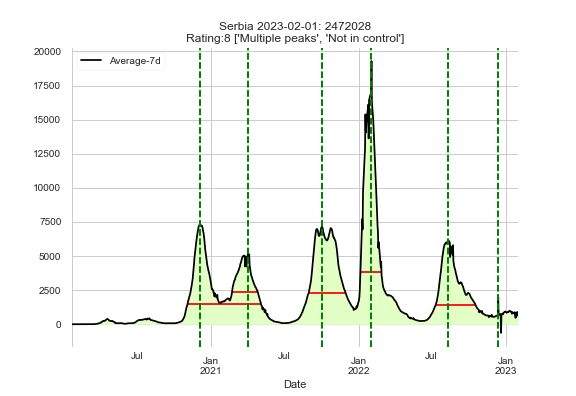 Serbia 2023-02-01: 2472028
Rating:8 ['Multiple peaks', 'Not in control']
20000
Average-7d
17500
15000
12500
10000
7500
5000
2500
0
Jul
Jan
2021
Jul
Jan
2022
Jul
Jan
2023
Date